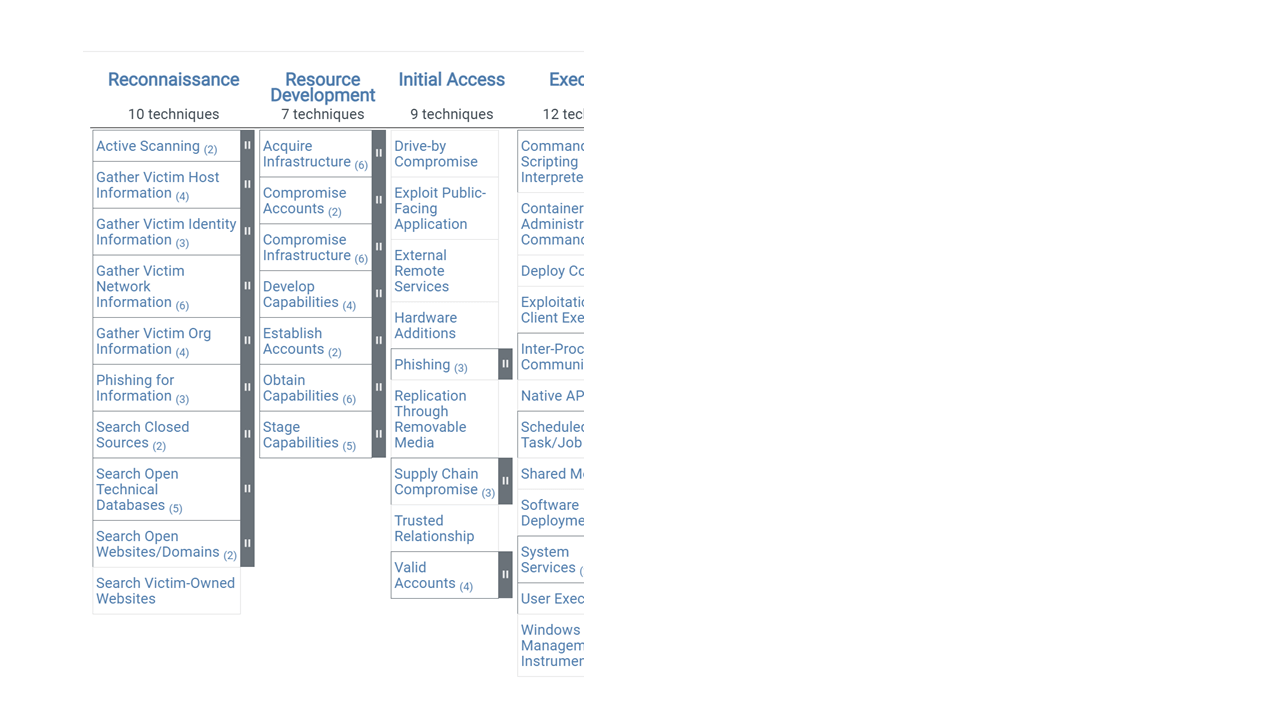 Reconnaissance
10 techniques
Active Scanning (2)
Gather Victim Host
Information (4)
Gather Victim Identity
Information (3)
Gather Victim
Network
Information (6)
Gather Victim Org
Information (4)
Phishing for
Information (3)
Search Closed
Sources (2)
Search Open
Technical
Databases (5)
Search Open
Websites/Domains (2)
Search Victim-Owned
Websites
Resource
Development
7 techniques
Acquire
Infrastructure (6)
Compromise
Accounts (2)
Compromise
Infrastructure (6)
Develop
Capabilities (4)
Establish
Accounts (2)
Obtain
Capabilities (6)
Stage
Capabilities (5)
Initial Access
9 techniques
Drive-by
Compromise
Exploit Public-
Facing
Application
External
Remote
Services
Hardware
Additions
Phishing (3)
Replication
Through
Removable
Media
Supply Chain
Compromise (3)
Trusted
Relationship
Valid
Accounts (4)
Exec
12 tec
Command
Scripting
Interprete
Container
Administr
Command
Deploy Co
Exploitatio
Client Exe
Inter-Proc
Communi
Native AP
Scheduled
Task/Job
Shared Mo
Software
Deployme
System
Services (
User Exec
Windows
Managem
Instrumen